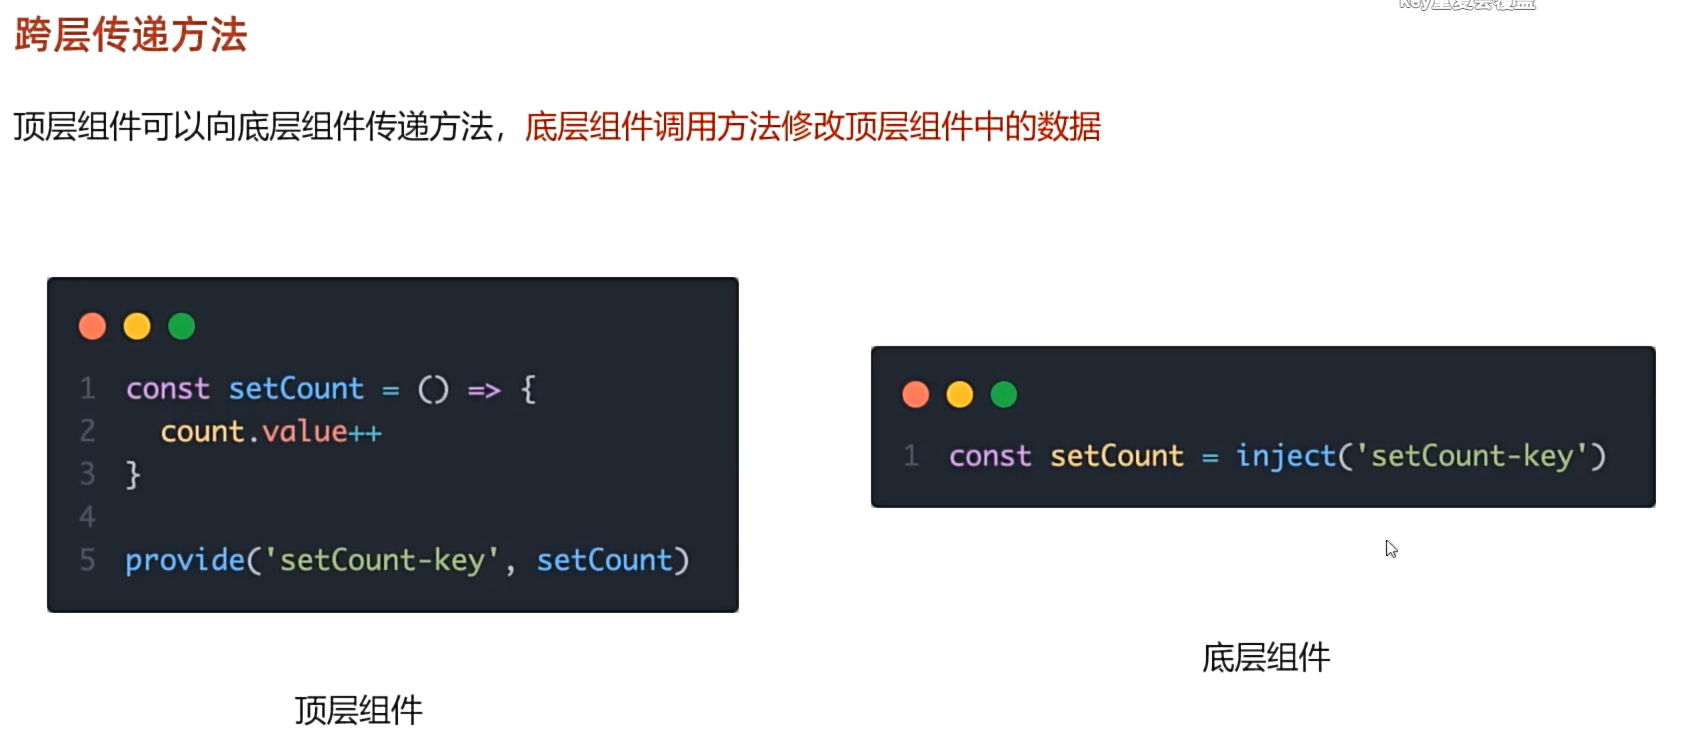 跨层传递方法
顶层组件可以向底层组件传递方法，底层组件调用方法修改顶层组件中的数据
1 const setCount = () => {
2   count.value++
3 }
4
5 provide('setCount-key', setCount)
顶层组件
1 const setCount = inject('setCount-key')
底层组件